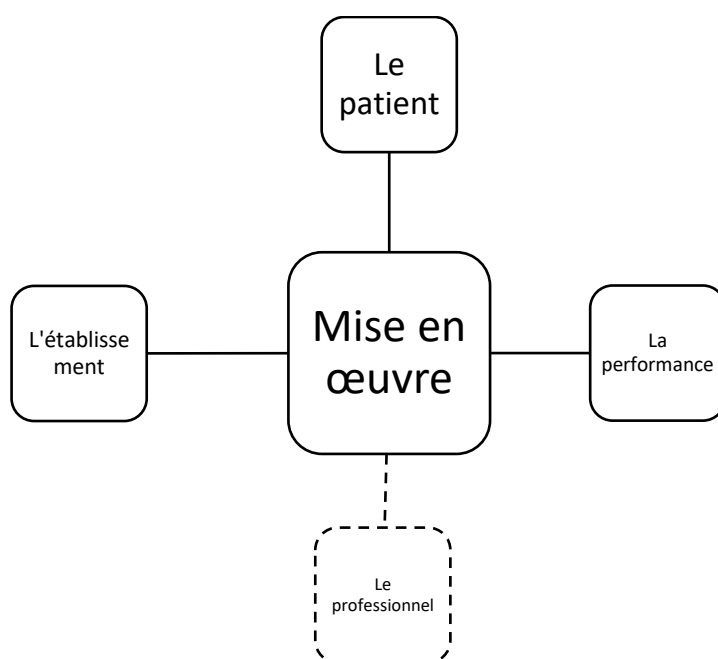 Le
patient
L'établisse
ment
Mise en
œuvre
La
performance
Le
professionnel